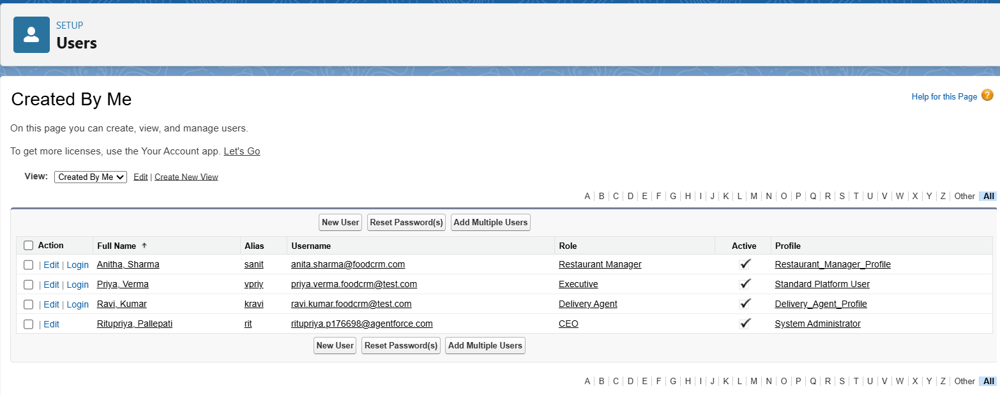 SETUP
Users
Created By Me
Help for this Page ?
On this page you can create, view, and manage users.
To get more licenses, use the Your Account app. Let's Go
View: Created By Me Edit | Create New View
A | B | C | D | E | F | G | H | I | J | K | L | M | N | O | P | Q | R | S | T | U | V | W | X | Y | Z | Other | All
New User Reset Password(s) Add Multiple Users
Action Full Name ↑ Alias Username Role Active Profile
| Edit | Login Anitha, Sharma sanit anita.sharma@foodcrm.com Restaurant Manager ✓ Restaurant_Manager_Profile
| Edit | Login Priya, Verma vpriy priya.verma.foodcrm@test.com Executive ✓ Standard Platform User
| Edit | Login Ravi, Kumar kravi ravi.kumar.foodcrm@test.com Delivery Agent ✓ Delivery_Agent_Profile
| Edit Ritupriya, Pallepati rit ritupriya.p176698@agentforce.com CEO ✓ System Administrator
New User Reset Password(s) Add Multiple Users
A | B | C | D | E | F | G | H | I | J | K | L | M | N | O | P | Q | R | S | T | U | V | W | X | Y | Z | Other | All